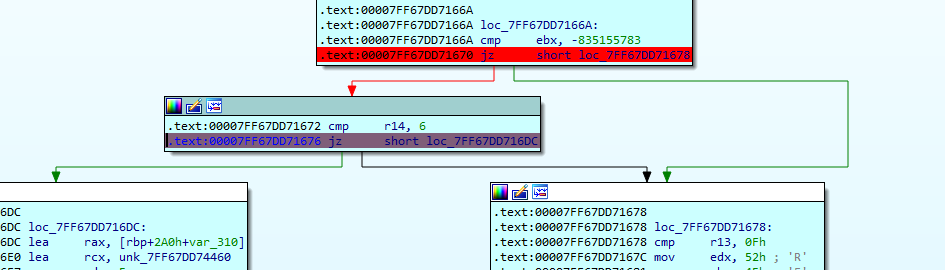 .text:00007FF67DD7166A
.text:00007FF67DD7166A loc_7FF67DD7166A:
.text:00007FF67DD7166A cmp ebx, -835155783
.text:00007FF67DD71670 jz short loc_7FF67DD71678
.text:00007FF67DD71672 cmp r14, 6
.text:00007FF67DD71676 jz short loc_7FF67DD716DC
6DC
6DC loc_7FF67DD716DC:
6DC lea rax, [rbp+2A0h+var_310]
6E0 lea rcx, unk_7FF67DD74460
.text:00007FF67DD71678
.text:00007FF67DD71678 loc_7FF67DD71678:
.text:00007FF67DD71678 cmp r13, 0Fh
.text:00007FF67DD7167C mov edx, 52h ; 'R'